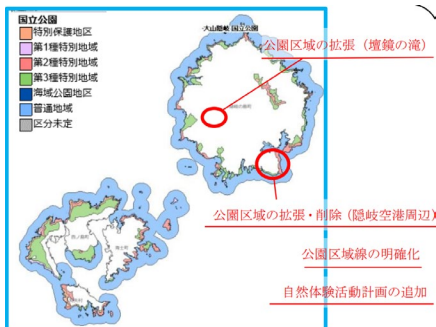 国立公園
特別保護地区
第1種特別地域
第2種特別地域
第3種特別地域
海域公園地区
普通地域
区分未定
大山隠岐 国立公園
公園区域の拡張（壇鏡の滝）
公園区域の拡張・削除（隠岐空港周辺）
公園区域線の明確化
自然体験活動計画の追加
海士町